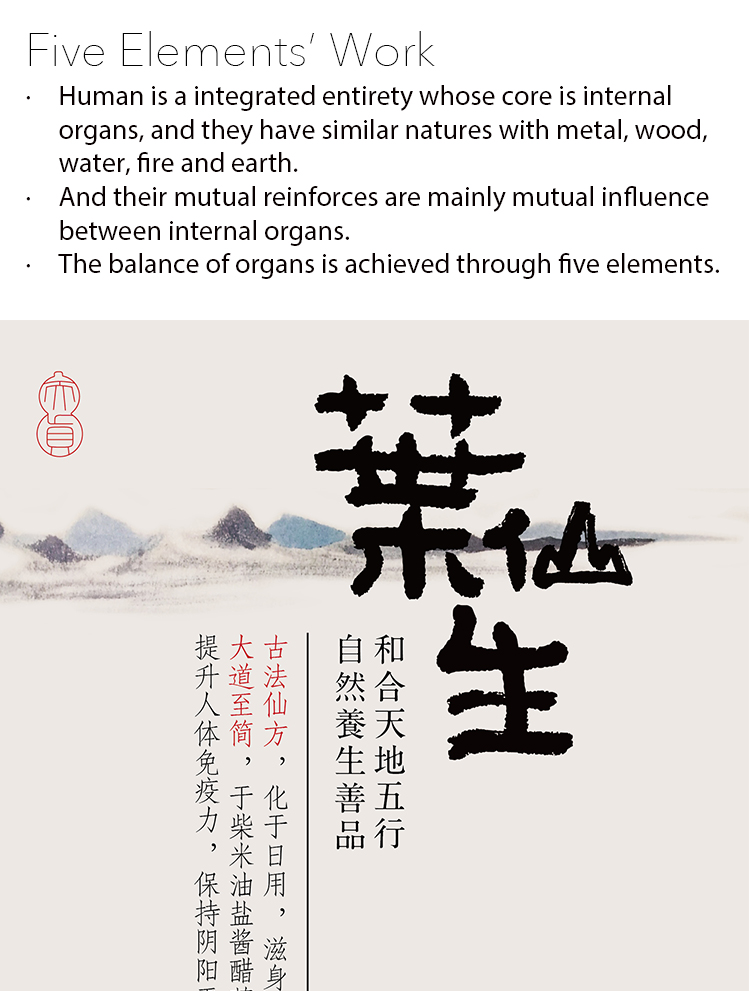 Five Elements’ Work
· Human is a integrated entirety whose core is internal
organs, and they have similar natures with metal, wood,
water, fire and earth.
· And their mutual reinforces are mainly mutual influence
between internal organs.
· The balance of organs is achieved through five elements.
葉仙生
和合天地五行
自然養生善品
古法仙方，化于日用，滋身
大道至简，于柴米油盐酱醋
提升人体免疫力，保持阴阳